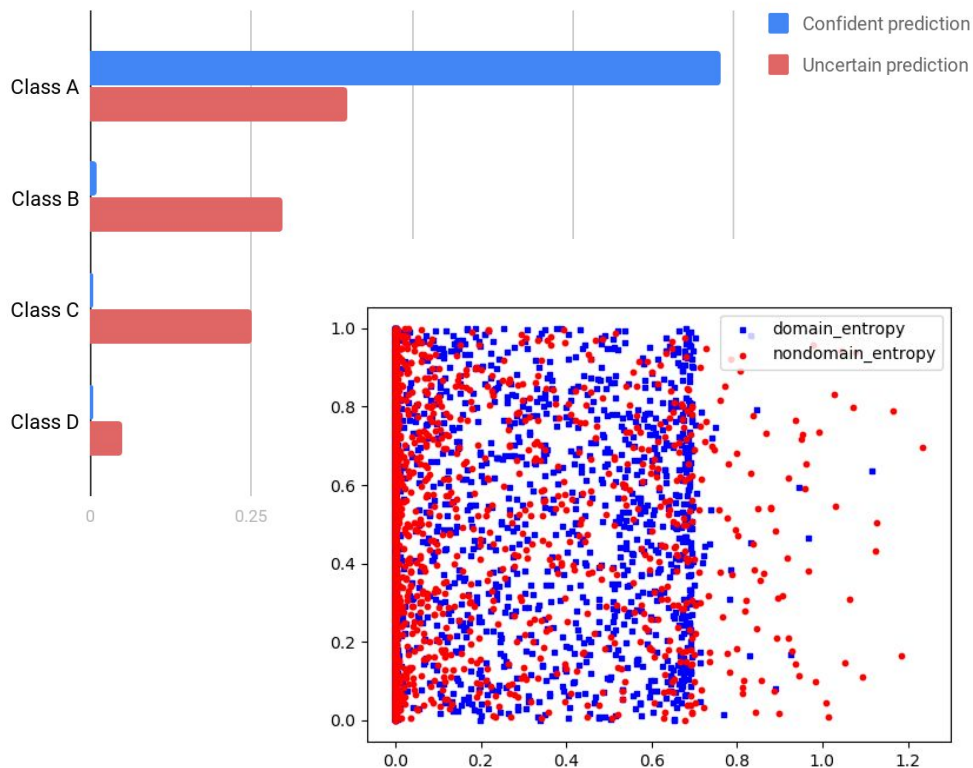 Confident prediction
Uncertain prediction
Class A
Class B
Class C
Class D
0 0.25
domain_entropy
nondomain_entropy
1.0
0.8
0.6
0.4
0.2
0.0
0.0 0.2 0.4 0.6 0.8 1.0 1.2